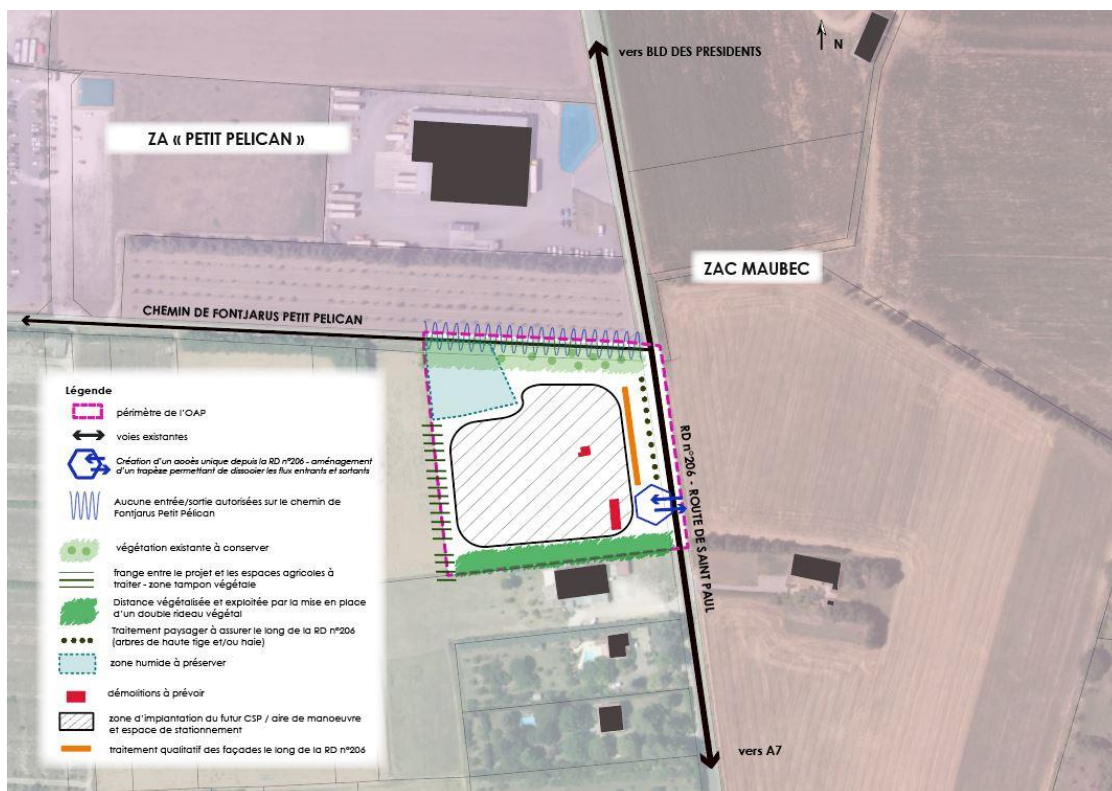 vers BLD DES PRESIDENTS
N
ZA « PETIT PELICAN »
ZAC MAUBEC
CHEMIN DE FONTJARUS PETIT PELICAN
RD n°206 - ROUTE DE SAINT PAUL
vers A7
Légende
périmètre de l'OAP
voies existantes
Création d'un accès unique depuis la RD n°206 - aménagement
d'un trapèze permettant de dissocier les flux entrants et sortants
Aucune entrée/sortie autorisées sur le chemin de
Fontjarus Petit Pélican
végétation existante à conserver
frange entre le projet et les espaces agricoles à
traiter - zone tampon végétale
Distance végétalisée et exploitée par la mise en place
d'un double rideau végétal
Traitement paysager à assurer le long de la RD n°206
(arbres de haute tige et/ou haie)
zone humide à préserver
démolitions à prévoir
zone d'implantation du futur CSP / aire de manoeuvre
et espace de stationnement
traitement qualitatif des façades le long de la RD n°206